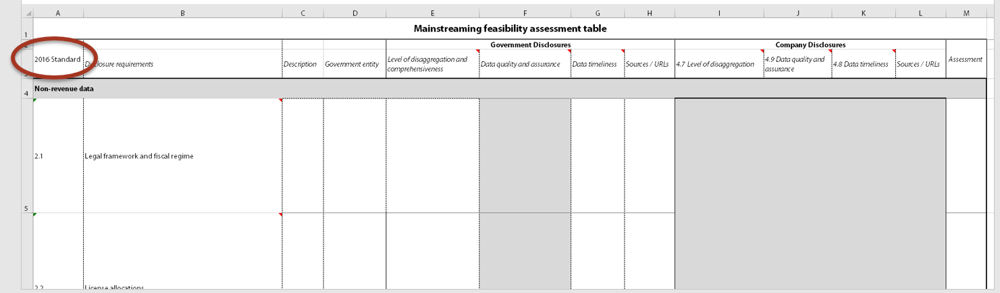 A B C D E F G H I J K L M
1 Mainstreaming feasibility assessment table
2 Government Disclosures Company Disclosures
2016 Standard Disclosure requirements Description Government entity Level of disaggregation and comprehensiveness Data quality and assurance Data timeliness Sources / URLs 4.7 Level of disaggregation 4.9 Data quality and assurance 4.8 Data timeliness Sources / URLs Assessment
4 Non-revenue data
2.1 Legal framework and fiscal regime
5
2.2 License allocations